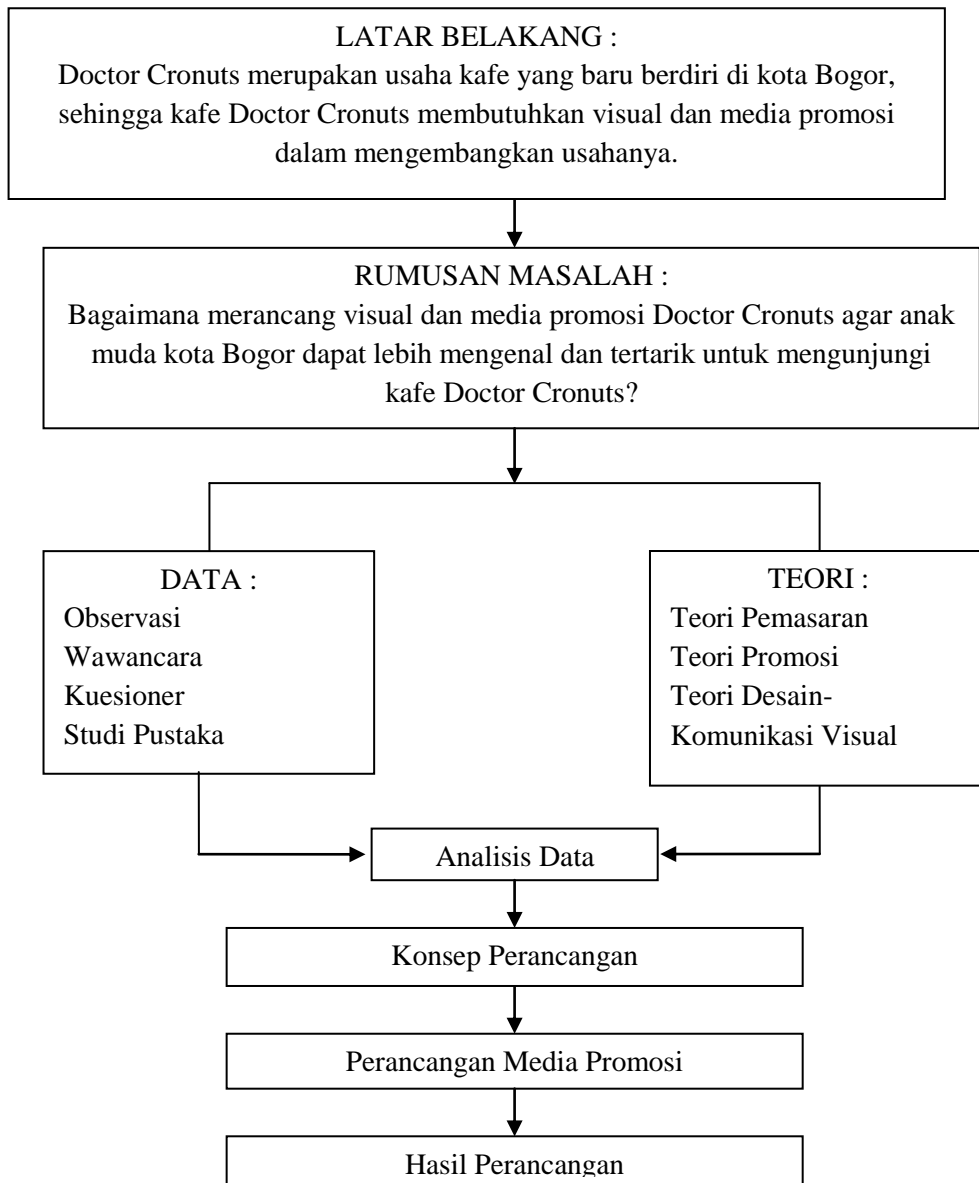 LATAR BELAKANG :
Doctor Cronuts merupakan usaha kafe yang baru berdiri di kota Bogor,
sehingga kafe Doctor Cronuts membutuhkan visual dan media promosi
dalam mengembangkan usahanya.
RUMUSAN MASALAH :
Bagaimana merancang visual dan media promosi Doctor Cronuts agar anak
muda kota Bogor dapat lebih mengenal dan tertarik untuk mengunjungi
kafe Doctor Cronuts?
DATA :
Observasi
Wawancara
Kuesioner
Studi Pustaka
TEORI :
Teori Pemasaran
Teori Promosi
Teori Desain-
Komunikasi Visual
Analisis Data
Konsep Perancangan
Perancangan Media Promosi
Hasil Perancangan